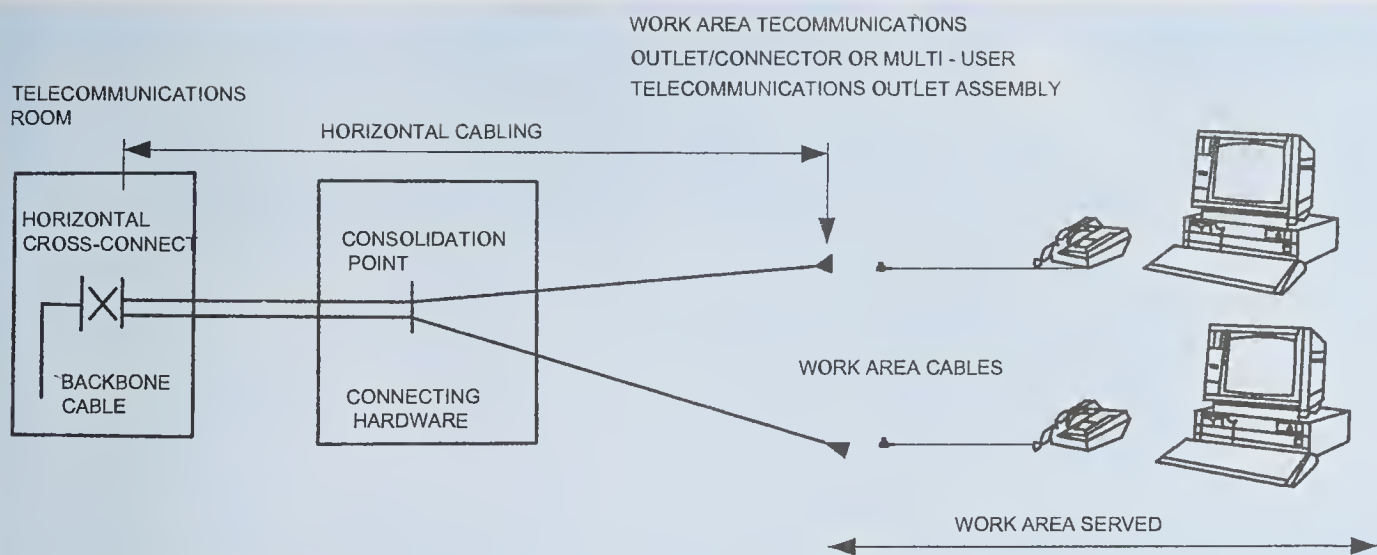 WORK AREA TECOMMUNICATIONS
OUTLET/CONNECTOR OR MULTI - USER
TELECOMMUNICATIONS OUTLET ASSEMBLY
TELECOMMUNICATIONS
ROOM
HORIZONTAL CABLING
HORIZONTAL
CROSS-CONNECT
CONSOLIDATION
POINT
BACKBONE
CABLE
CONNECTING
HARDWARE
WORK AREA CABLES
WORK AREA SERVED